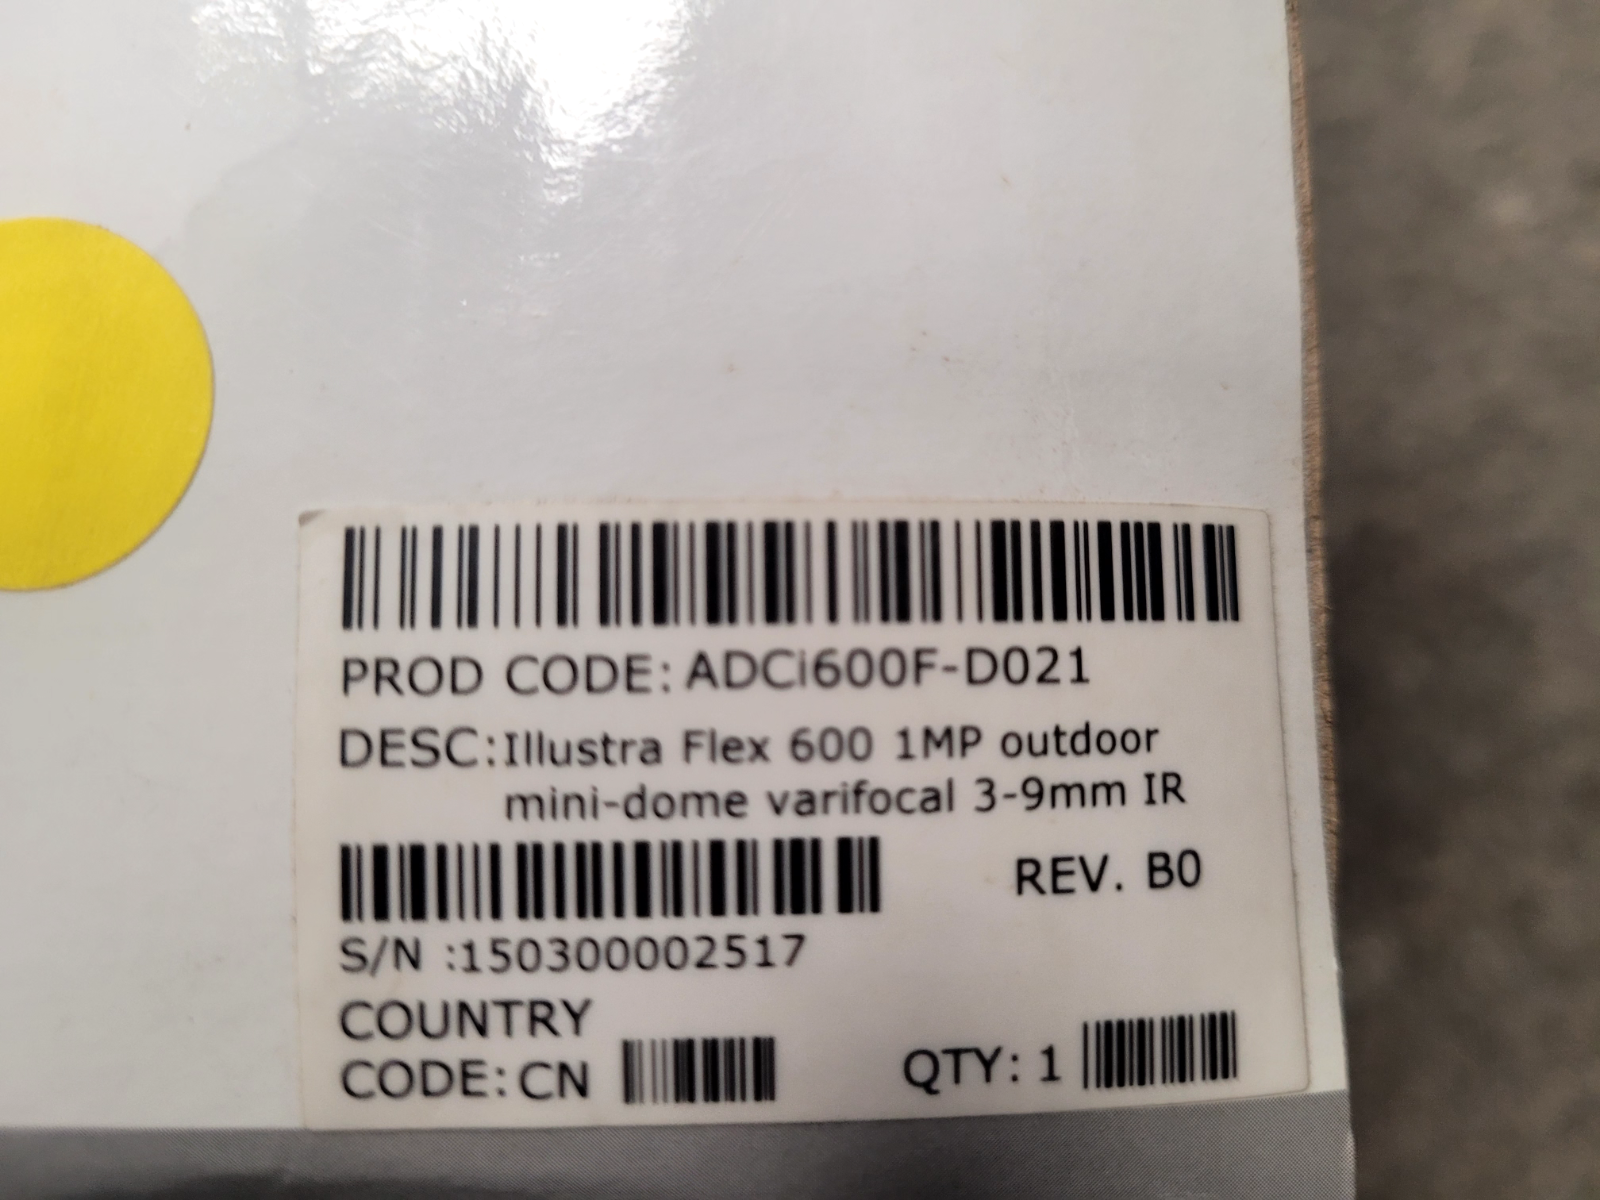 PROD CODE: ADCi600F-D021
DESC:Illustra Flex 600 1MP outdoor
mini-dome varifocal 3-9mm IR
REV. B0
S/N :150300002517
COUNTRY
CODE: CN
QTY: 1